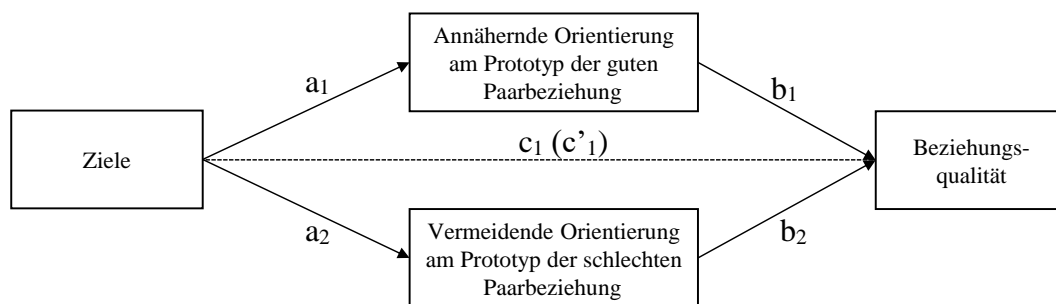 Annähernde Orientierung
am Prototyp der guten
Paarbeziehung
a1
b1
Ziele
c1 (c’1)
Beziehungs-
qualität
a2
b2
Vermeidende Orientierung
am Prototyp der schlechten
Paarbeziehung